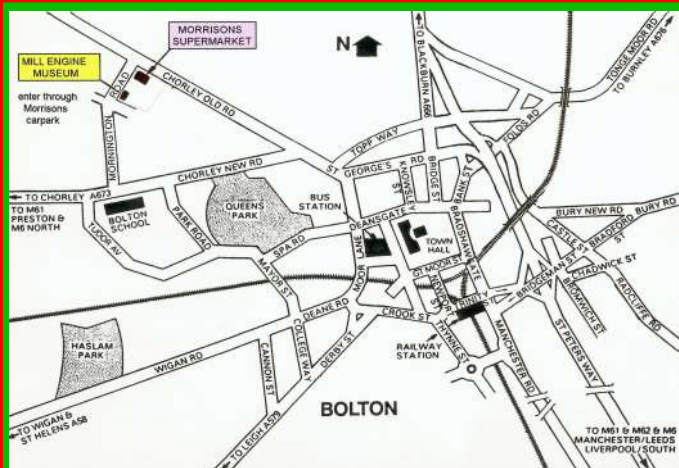 MORRISONS
SUPERMARKET
MILL ENGINE
MUSEUM
enter through
Morrisons
carpark
N
TO BLACKBURN A666
TONGE MOOR RD
TO BURNLEY A676
MORNINGTON
ROAD
CHORLEY OLD RD
TOPP WAY
FOLDS RD
CHORLEY NEW RD
ST
GEORGE'S
RD
KNOWSLEY
ST
BRIDGE ST
BANK ST
TO CHORLEY A673
TO M61
PRESTON &
M6 NORTH
BOLTON
SCHOOL
PARK ROAD
QUEENS
PARK
BUS
STATION
DEANSGATE
BRADSHAWGATE
BURY NEW RD
BURY RD
BRADFORD
ST
CASTLE ST
TUDOR AV
SPA RD
MOOR LANE
TOWN
HALL
MAYOR ST
GT MOOR ST
NEWPORT
ST
TRINITY
ST
BRIDGEMAN ST
CHADWICK ST
RADCLIFFE RD
BROMWICH ST
DEANE RD
CROOK ST
THYNNE ST
HASLAM
PARK
WIGAN RD
CANNON ST
COLLEGE WAY
DERBY ST
RAILWAY
STATION
MANCHESTER RD
ST PETERS WAY
BOLTON
TO WIGAN &
ST HELENS A58
TO LEIGH A579
TO M61 & M62 & M6
MANCHESTER/LEEDS
LIVERPOOL/SOUTH